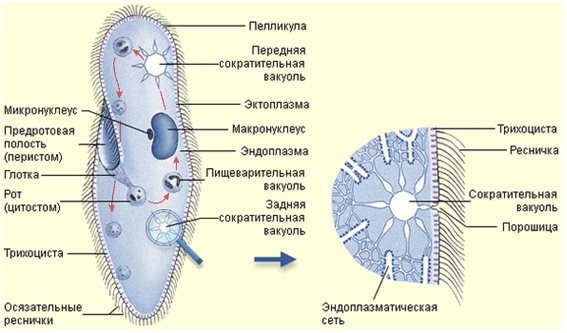 Пелликула
Передняя
сократительная
вакуоль
Эктоплазма
Микронуклеус
Макронуклеус
Предротовая
полость
(перистом)
Эндоплазма
Глотка
Пищеварительная
вакуоль
Рот
(цитостом)
Задняя
сократительная
вакуоль
Трихоциста
Осязательные
реснички
Трихоциста
Ресничка
Сократительная
вакуоль
Порошица
Эндоплазматическая
сеть